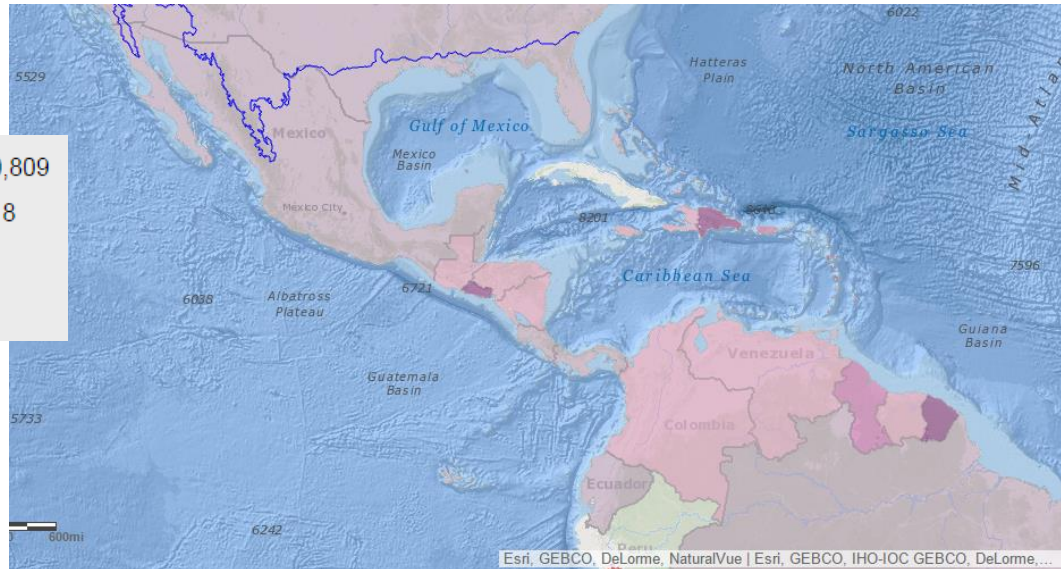 6022
5529
Hatteras
Plain
North American
Basin
Gulf of Mexico
Sargasso Sea
Mexico
Mexico
Basin
,809
8
Mexico City
8201
7596
Caribbean Sea
6721
6038
Albatross
Plateau
Guiana
Basin
Venezuela
Guatemala
Basin
5733
Colombia
Ecuador
6242
600mi
Peru
Esri, GEBCO, DeLorme, NaturalVue | Esri, GEBCO, IHO-IOC GEBCO, DeLorme,...